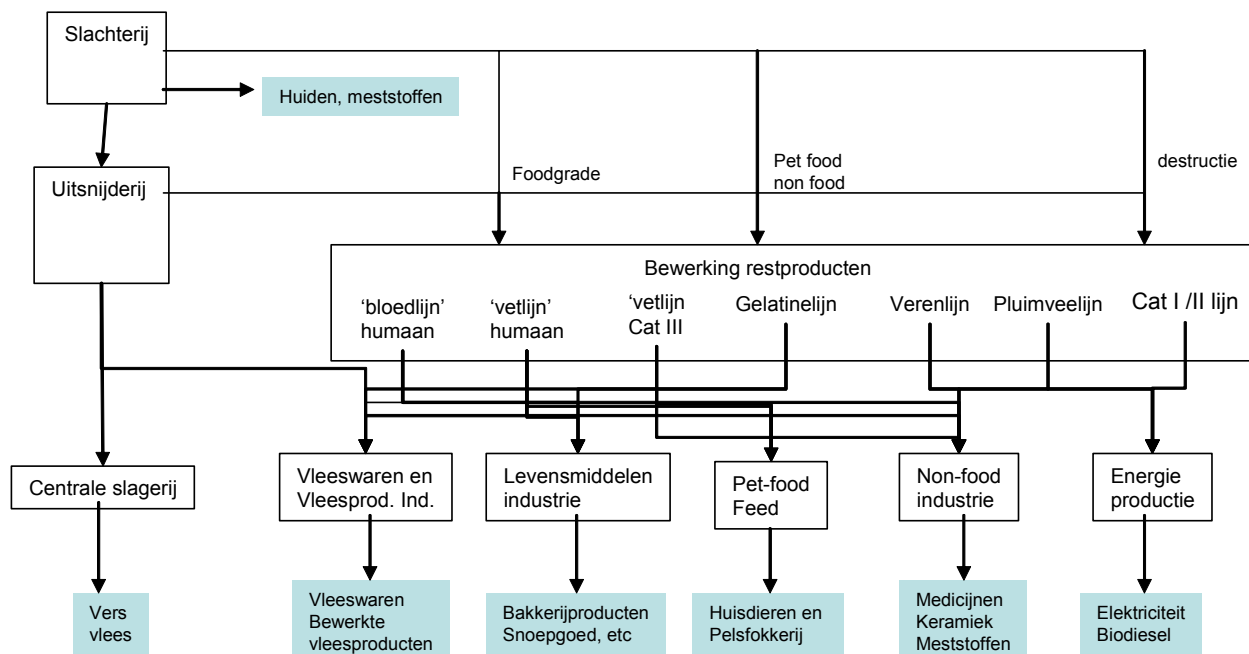 Slachterij
Huiden, meststoffen
Uitsnijderij
Foodgrade
Pet food
non food
destructie
Bewerking restproducten
‘bloedlijn’
humaan
‘vetlijn’
humaan
‘vetlijn
Cat III
Gelatinelijn
Verenlijn
Pluimveelijn
Cat I /II lijn
Centrale slagerij
Vleeswaren en
Vleesprod. Ind.
Levensmiddelen
industrie
Pet-food
Feed
Non-food
industrie
Energie
productie
Vers
vlees
Vleeswaren
Bewerkte
vleesproducten
Bakkerijproducten
Snoepgoed, etc
Huisdieren en
Pelsfokkerij
Medicijnen
Keramiek
Meststoffen
Elektriciteit
Biodiesel